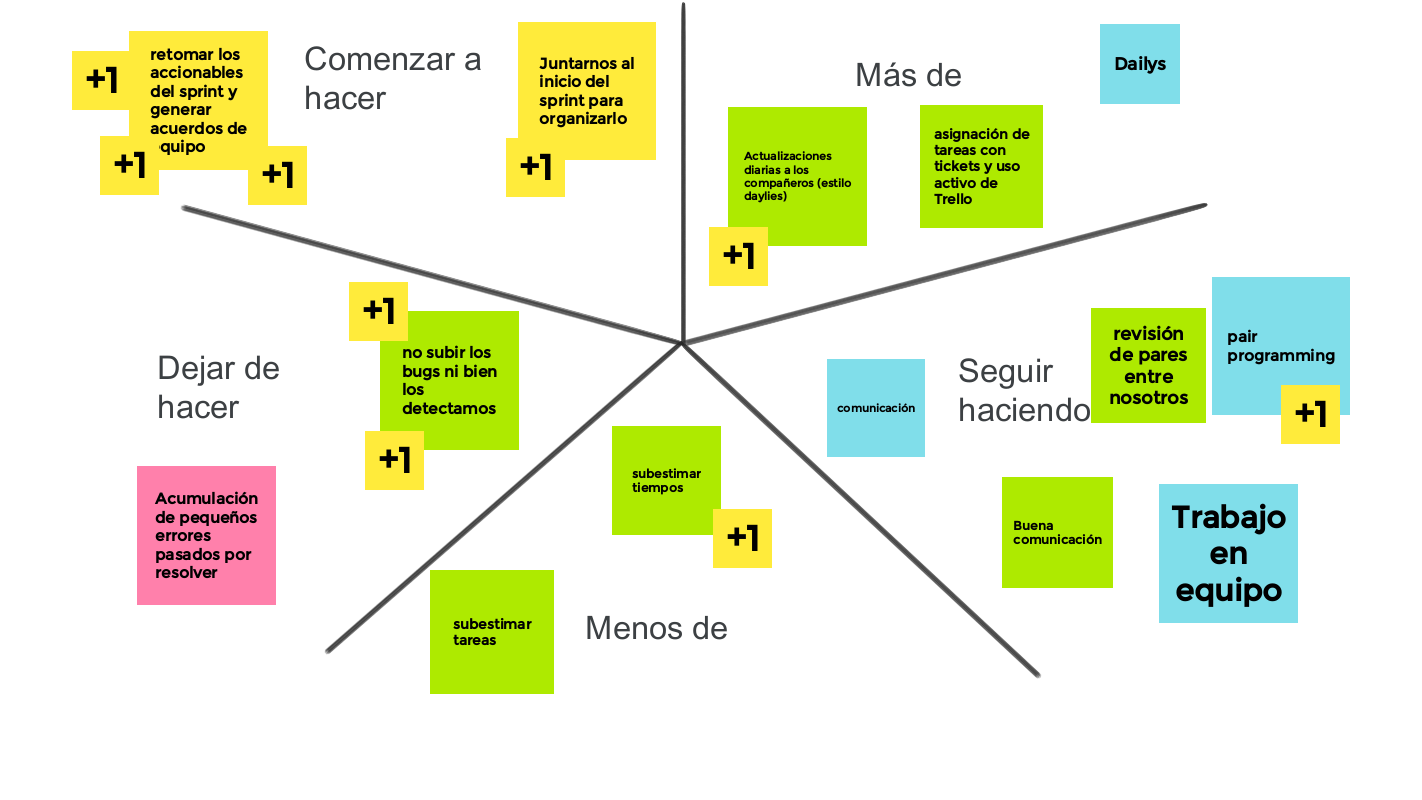 retomar los
accionables
del sprint y
generar
acuerdos de
equipo
+1
+1
+1
Comenzar a
hacer
Juntarnos al
inicio del
sprint para
organizarlo
+1
Más de
Dailys
Actualizaciones
diarias a los
compañeros (estilo
daylies)
+1
asignación de
tareas con
tickets y uso
activo de
Trello
Dejar de
hacer
+1
no subir los
bugs ni bien
los
detectamos
+1
Acumulación
de pequeños
errores
pasados por
resolver
subestimar
tiempos
+1
subestimar
tareas
Menos de
comunicación
Seguir
haciendo
revisión
de pares
entre
nosotros
pair
programming
+1
Buena
comunicación
Trabajo
en
equipo